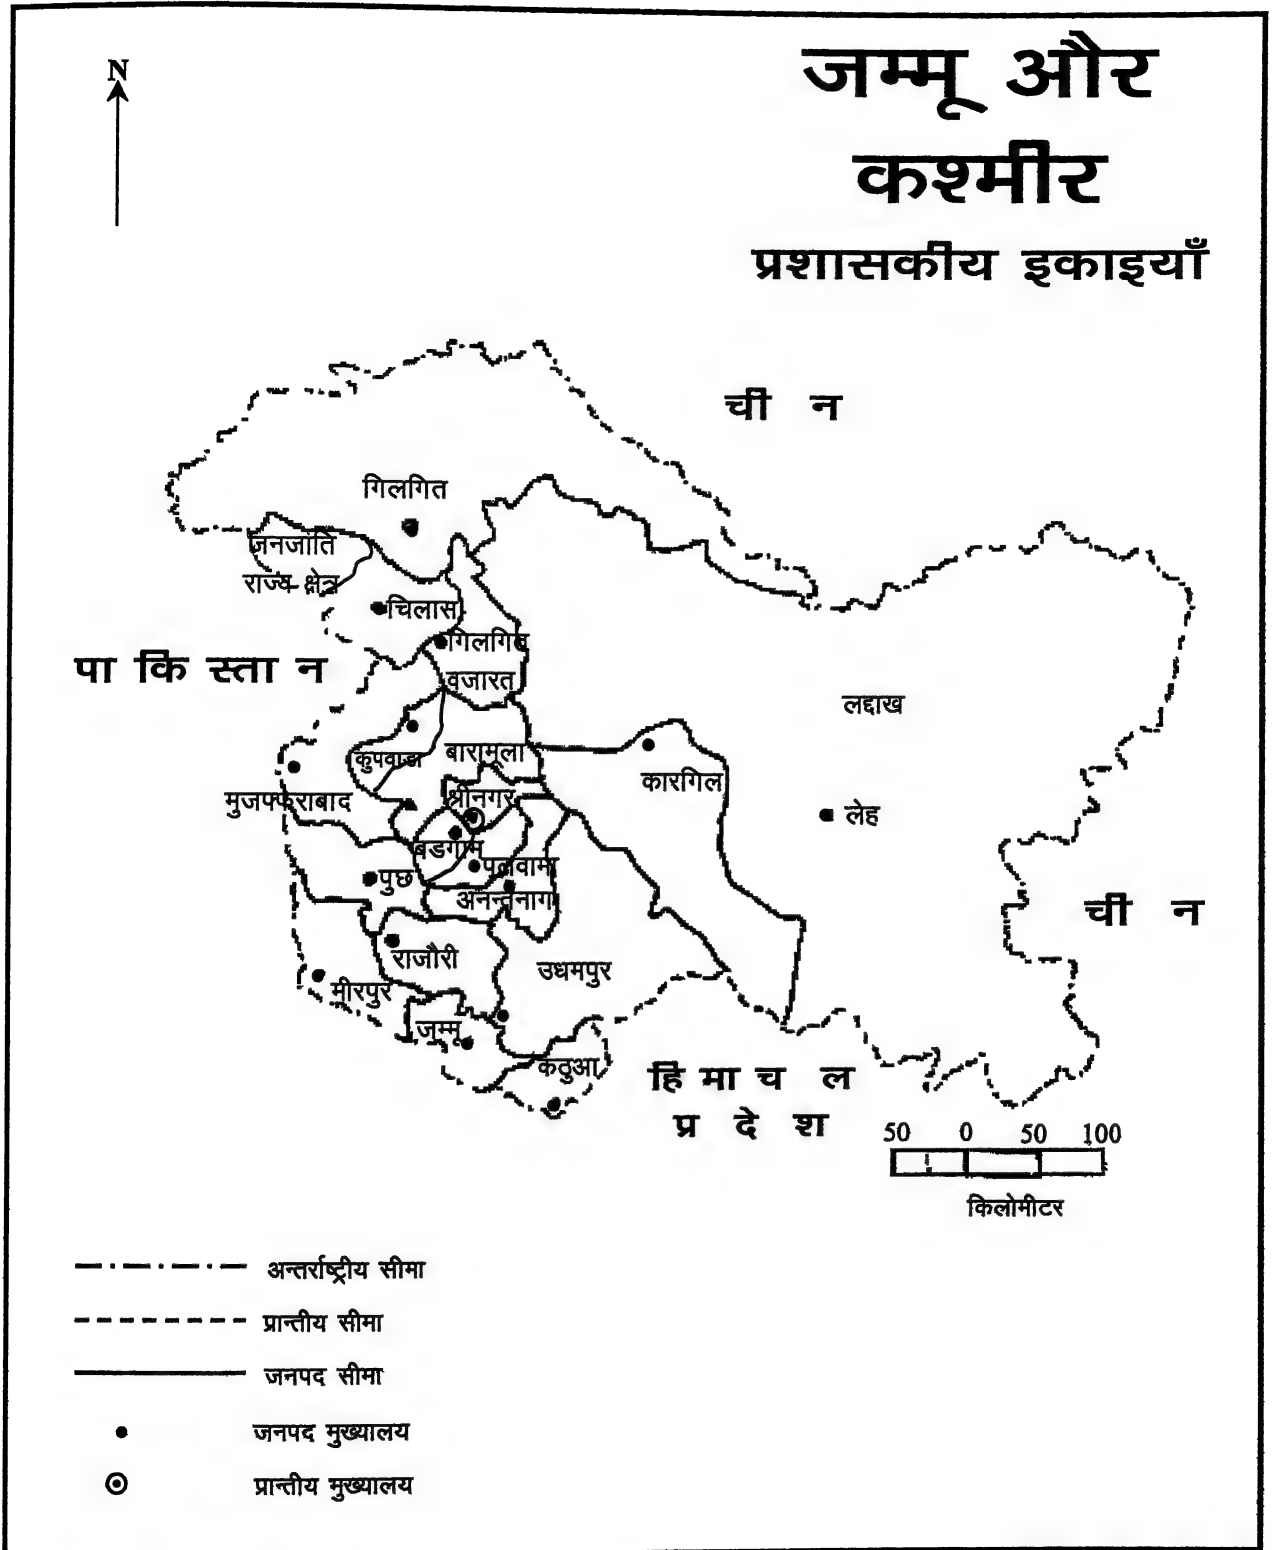 N
जम्मू और
कश्मीर
प्रशासकीय इकाइयाँ
ची न
गिलगित
जनजाति
राज्य क्षेत्र
चिलास
गिलगित
वजारत
पा कि स्ता न
लद्दाख
कुपवाडा
बारामूला
कारगिल
मुजफ्फराबाद
श्रीनगर
लेह
बडगाम
पुलवामा
पुछ
अनन्तनाग
ची न
राजौरी
उधमपुर
मीरपुर
जम्मू
कठुआ
हि मा च ल
प्र दे श
50 0 50 100
किलोमीटर
अन्तर्राष्ट्रीय सीमा
प्रान्तीय सीमा
जनपद सीमा
जनपद मुख्यालय
प्रान्तीय मुख्यालय